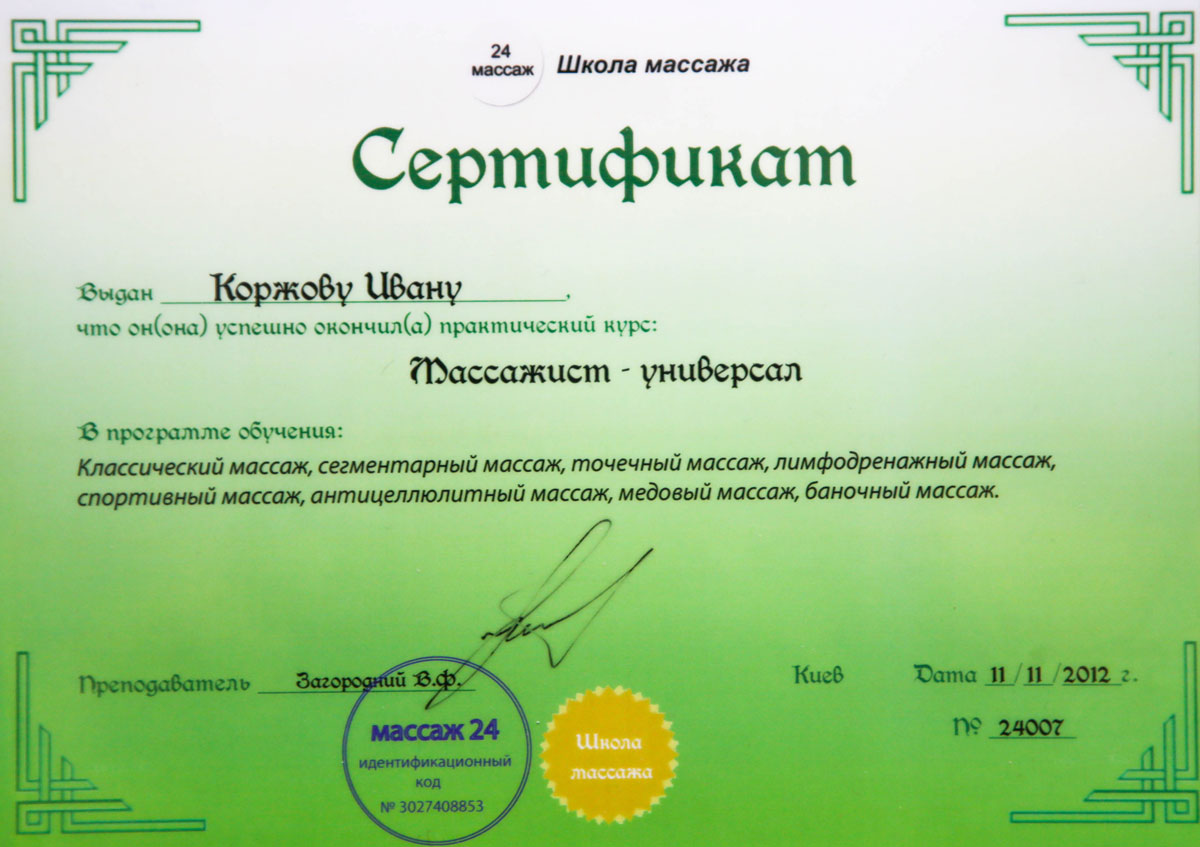 24
массаж
Школа массажа
Сертификат
Выдан Коржову Ивану,
что он(она) успешно окончил(а) практический курс:
Массажист - универсал
В программе обучения:
Классический массаж, сегментарный массаж, точечный массаж, лимфодренажный массаж,
спортивный массаж, антицеллюлитный массаж, медовый массаж, баночный массаж.
Преподаватель Загородний В.Ф.
Киев
Дата 11/11/2012 г.
№ 24007
массаж 24
идентификационный
код
№ 3027408853
Школа
массажа